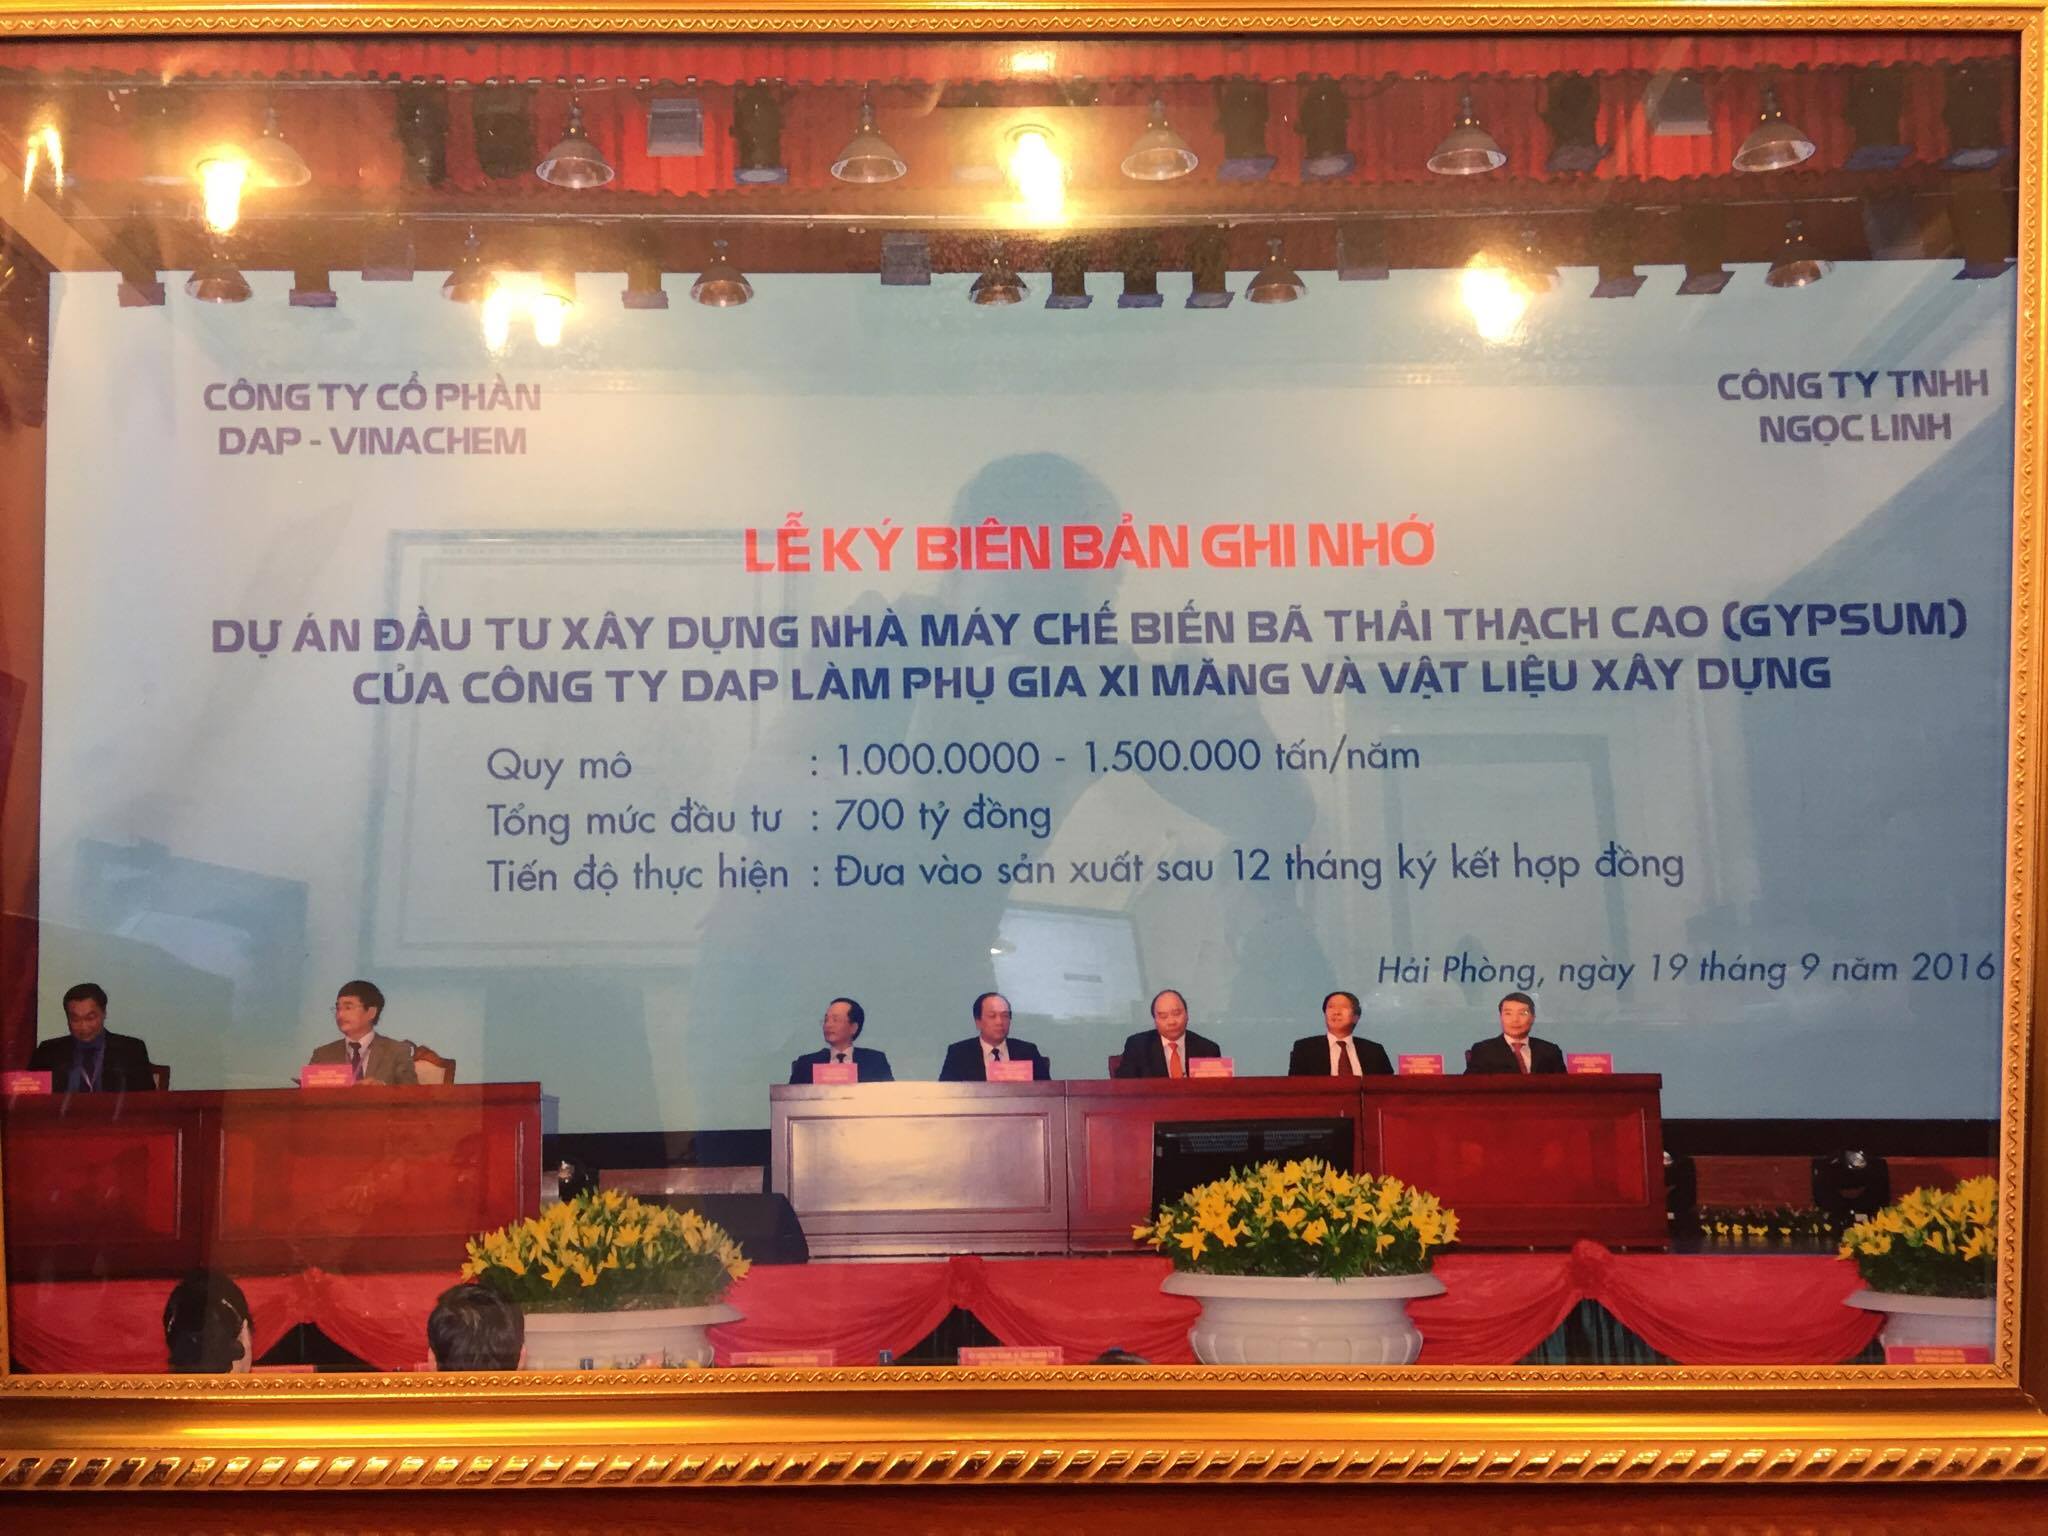 CÔNG TY CỔ PHẦN
DAP - VINACHEM
CÔNG TY TNHH
NGỌC LINH
LỄ KÝ BIÊN BẢN GHI NHỚ
DỰ ÁN ĐẦU TƯ XÂY DỰNG NHÀ MÁY CHẾ BIẾN BÃ THẢI THẠCH CAO (GYPSUM)
CỦA CÔNG TY DAP LÀM PHỤ GIA XI MĂNG VÀ VẬT LIỆU XÂY DỰNG
Quy mô : 1.000.0000 - 1.500.000 tấn/năm
Tổng mức đầu tư : 700 tỷ đồng
Tiến độ thực hiện : Đưa vào sản xuất sau 12 tháng ký kết hợp đồng
Hải Phòng, ngày 19 tháng 9 năm 2016